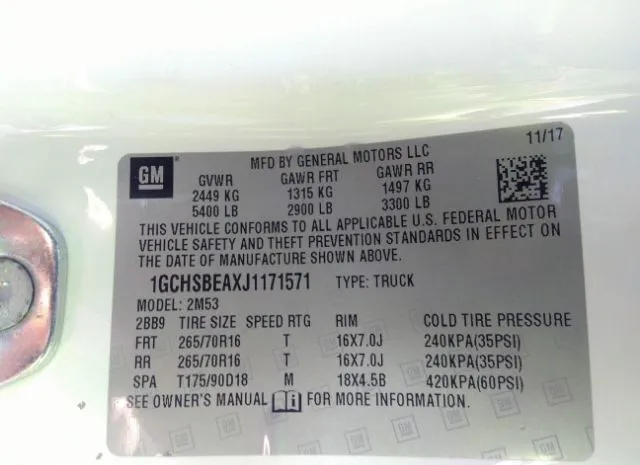 GM
MFD BY GENERAL MOTORS LLC 11/17
GVWR GAWR FRT GAWR RR
2449 KG 1315 KG 1497 KG
5400 LB 2900 LB 3300 LB
THIS VEHICLE CONFORMS TO ALL APPLICABLE U.S. FEDERAL MOTOR
VEHICLE SAFETY AND THEFT PREVENTION STANDARDS IN EFFECT ON
THE DATE OF MANUFACTURE SHOWN ABOVE.
1GCHSBEAXJ1171571 TYPE: TRUCK
MODEL: 2M53
2BB9 TIRE SIZE SPEED RTG RIM COLD TIRE PRESSURE
FRT 265/70R16 T 16X7.0J 240KPA(35PSI)
RR 265/70R16 T 16X7.0J 240KPA(35PSI)
SPA T175/90D18 M 18X4.5B 420KPA(60PSI)
SEE OWNER'S MANUAL FOR MORE INFORMATION.